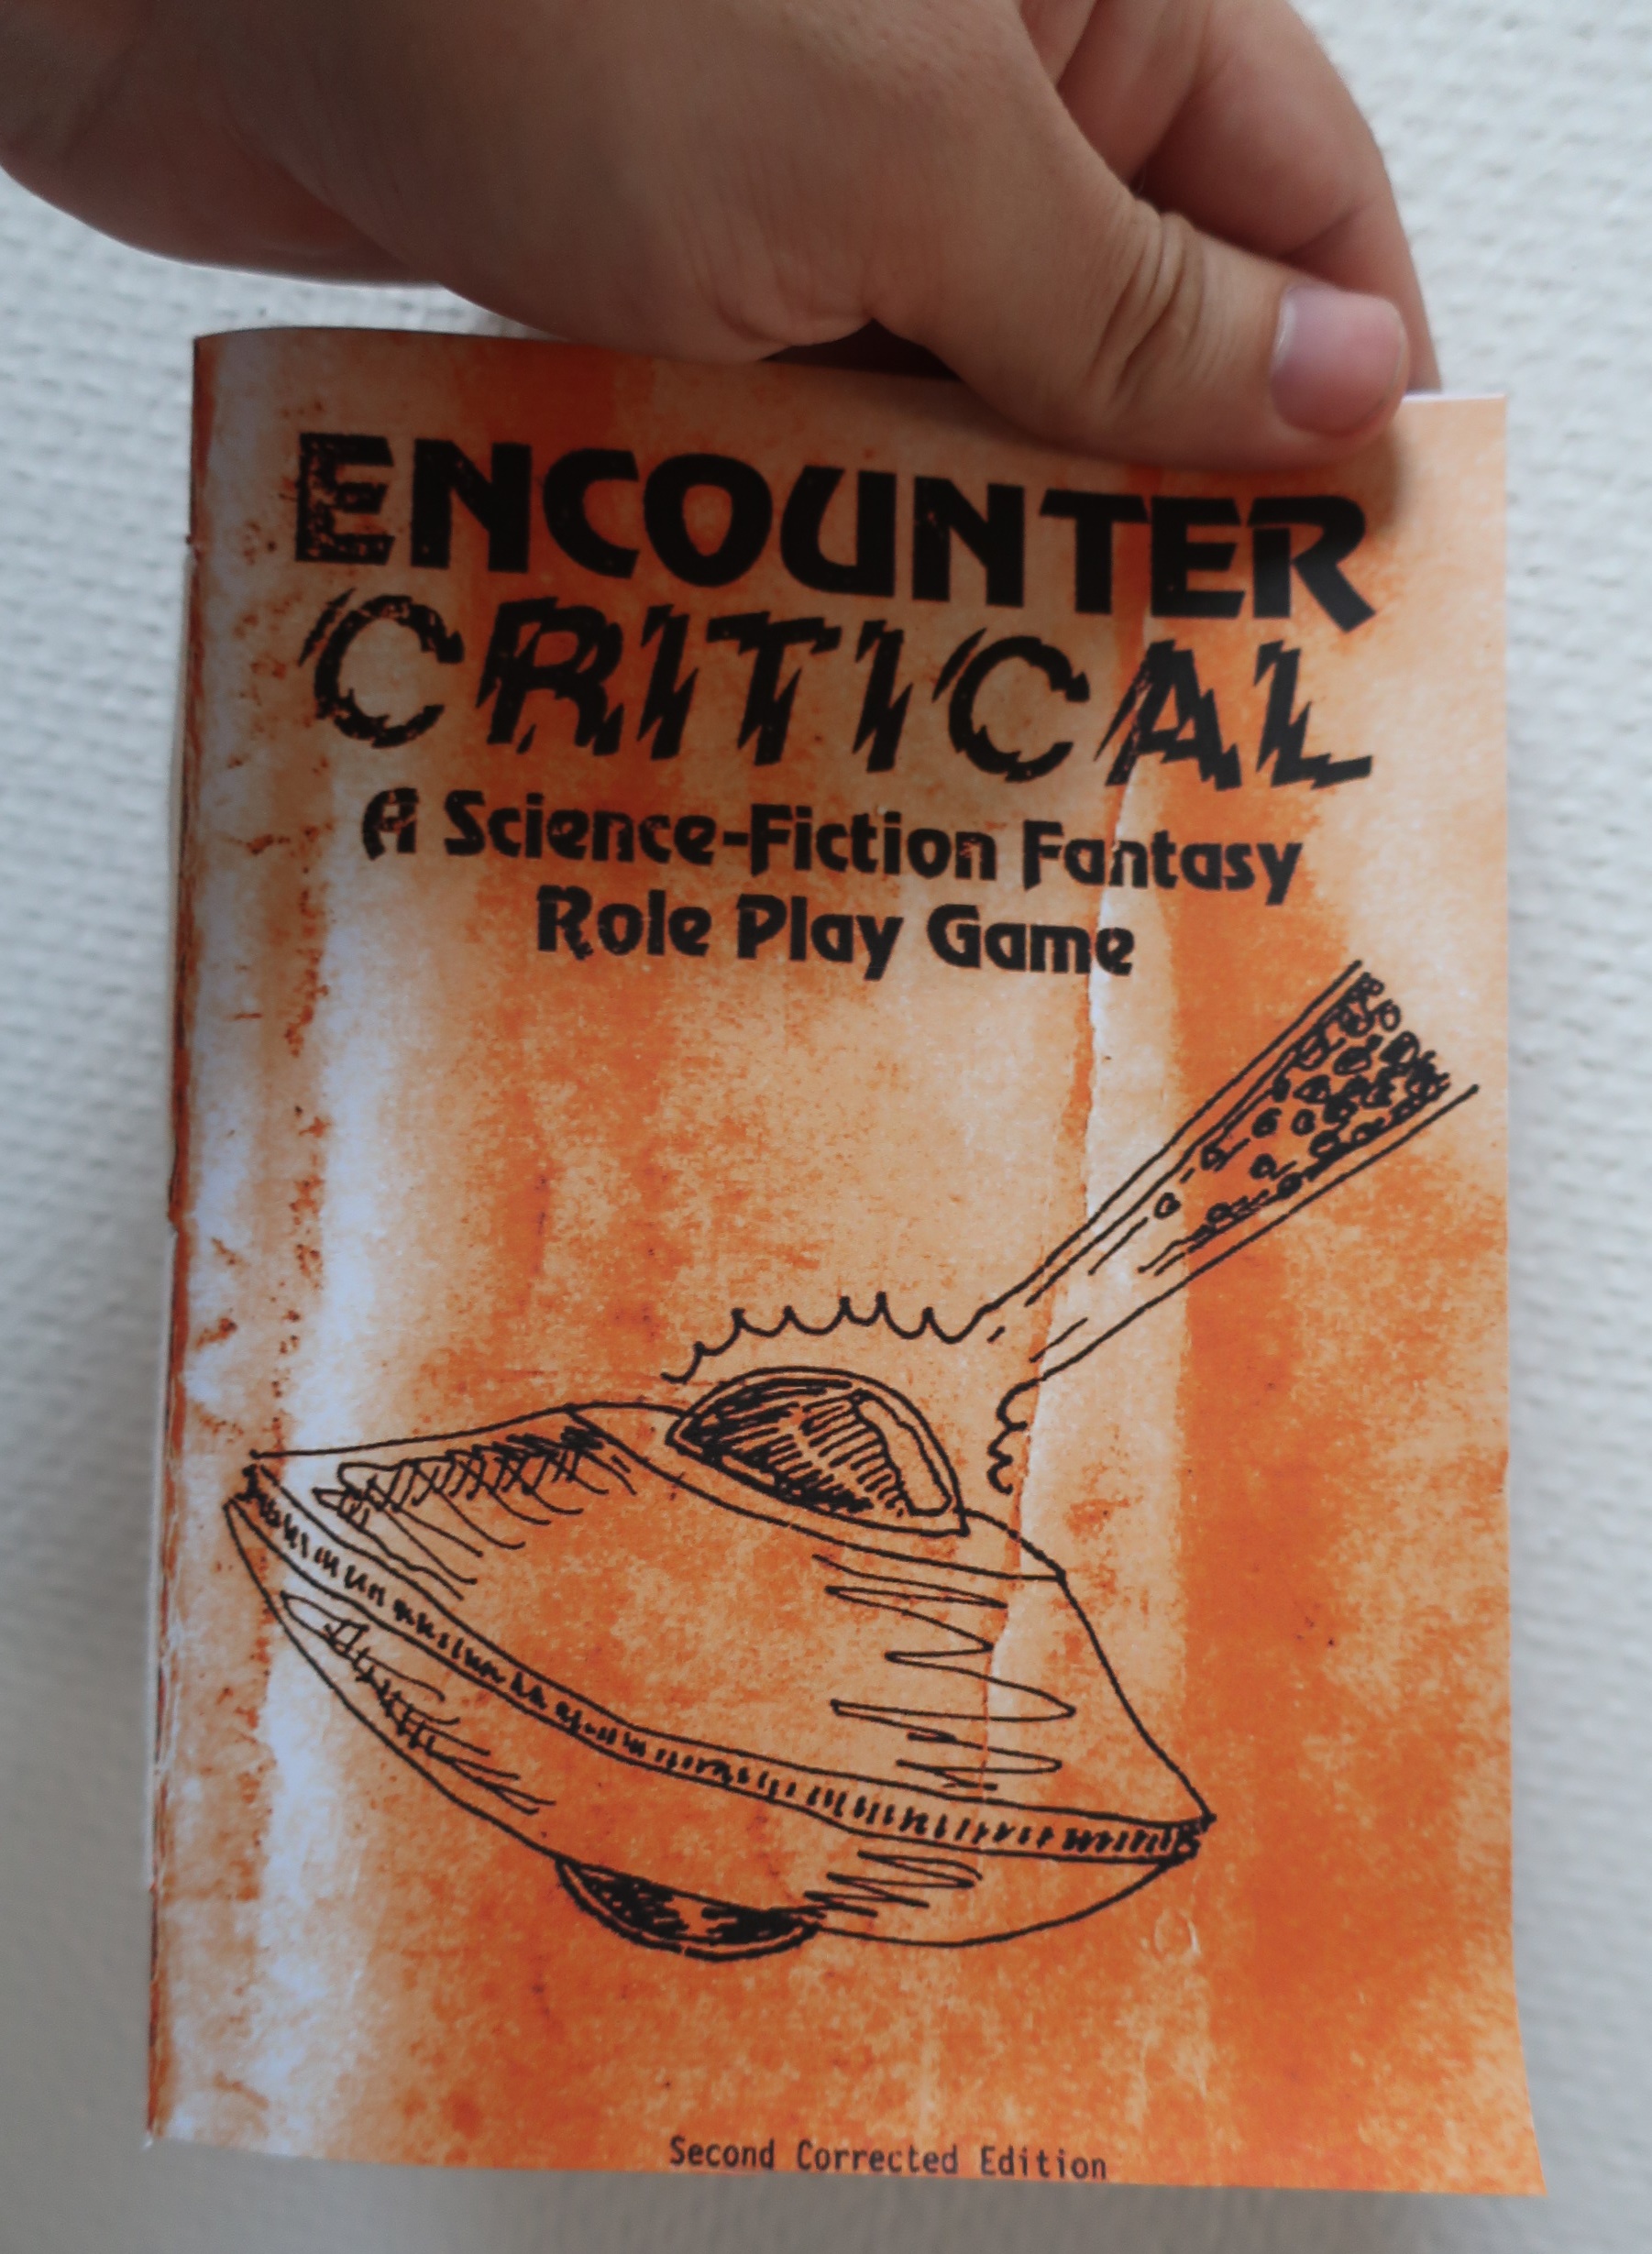 ENCOUNTER
CRITICAL
A Science-Fiction Fantasy
Role Play Game
Second Corrected Edition